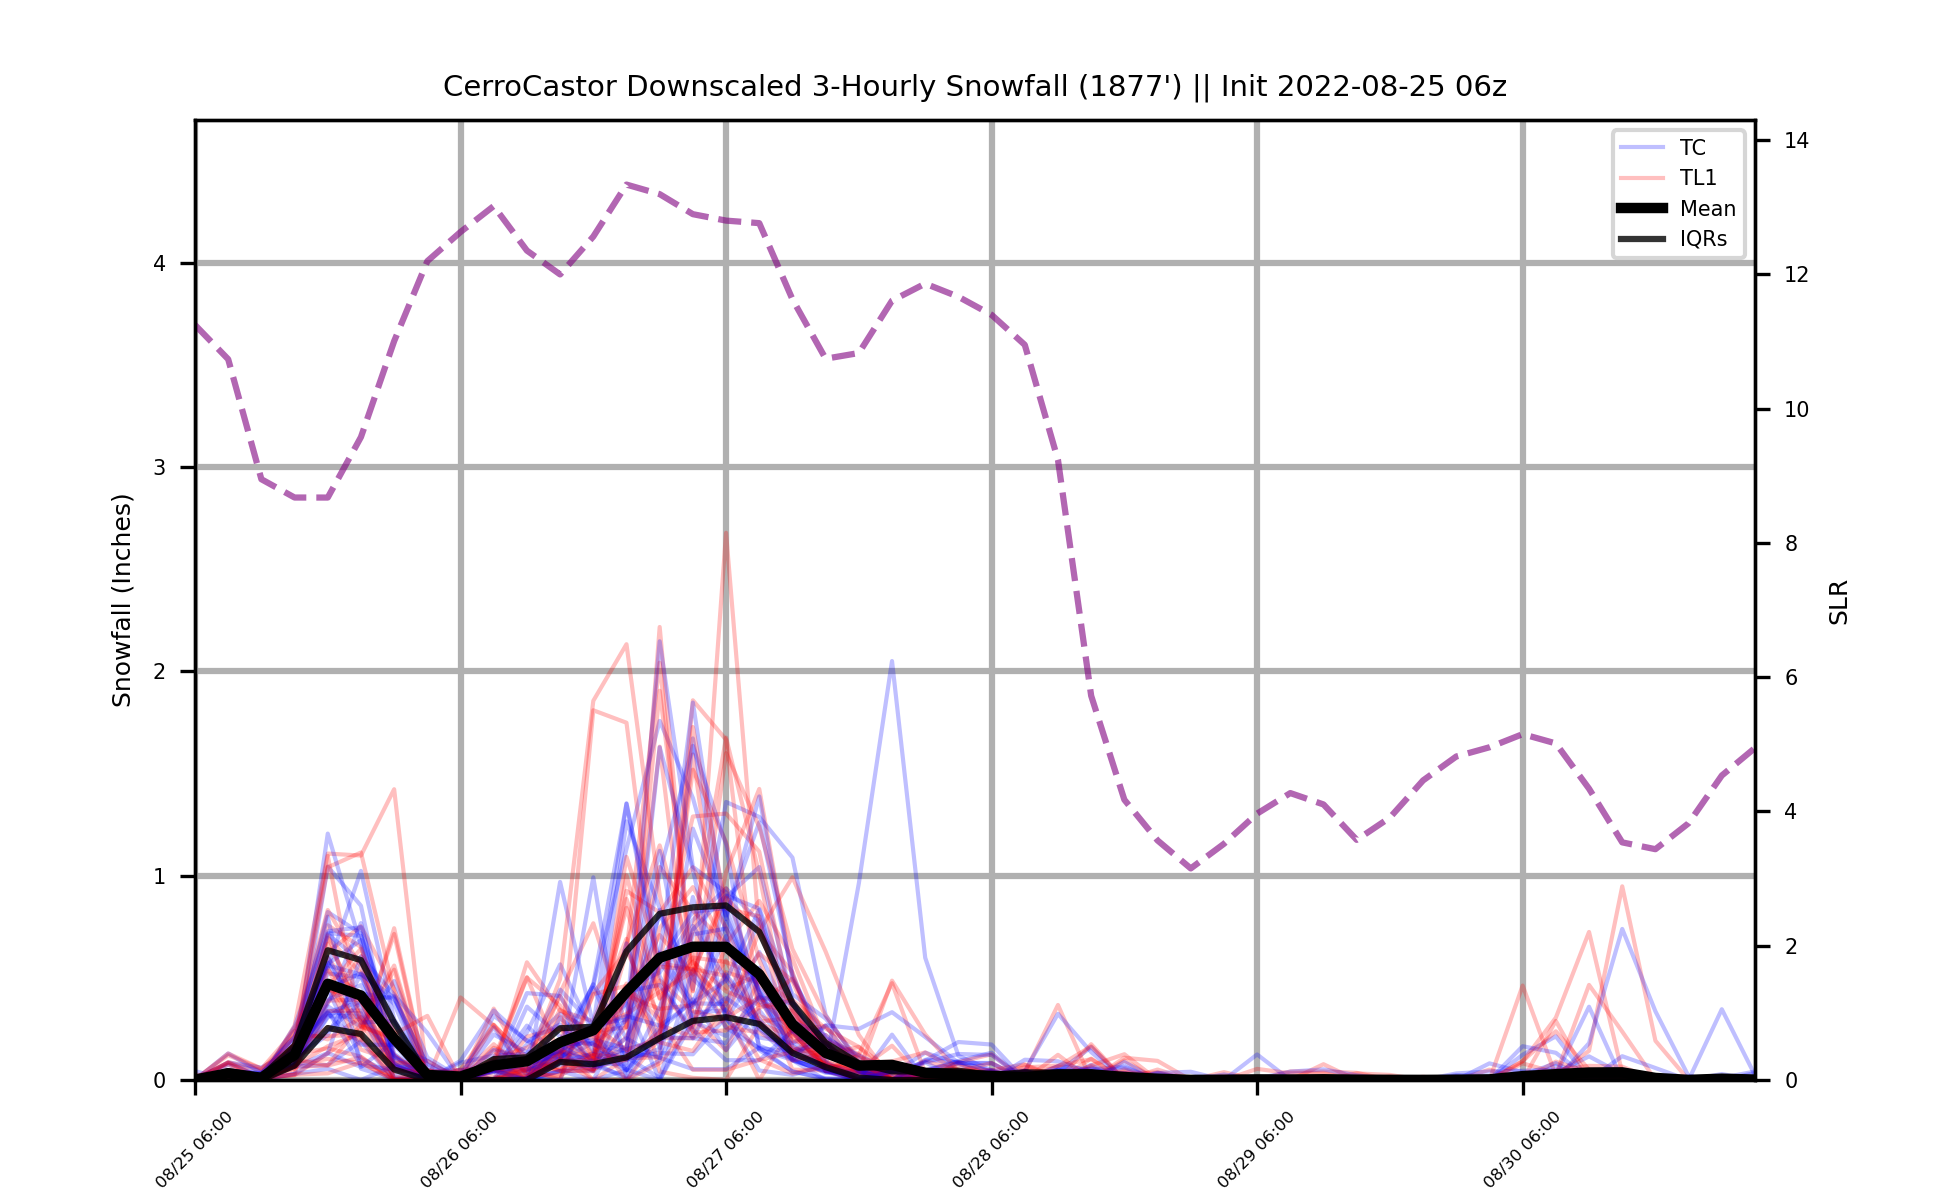 CerroCastor Downscaled 3-Hourly Snowfall (1877') || Init 2022-08-25 06z
TC
TL1
Mean
IQRs
Snowfall (Inches)
4
3
2
1
0
SLR
14
12
10
8
6
4
2
0
08/25 06:00
08/26 06:00
08/27 06:00
08/28 06:00
08/29 06:00
08/30 06:00